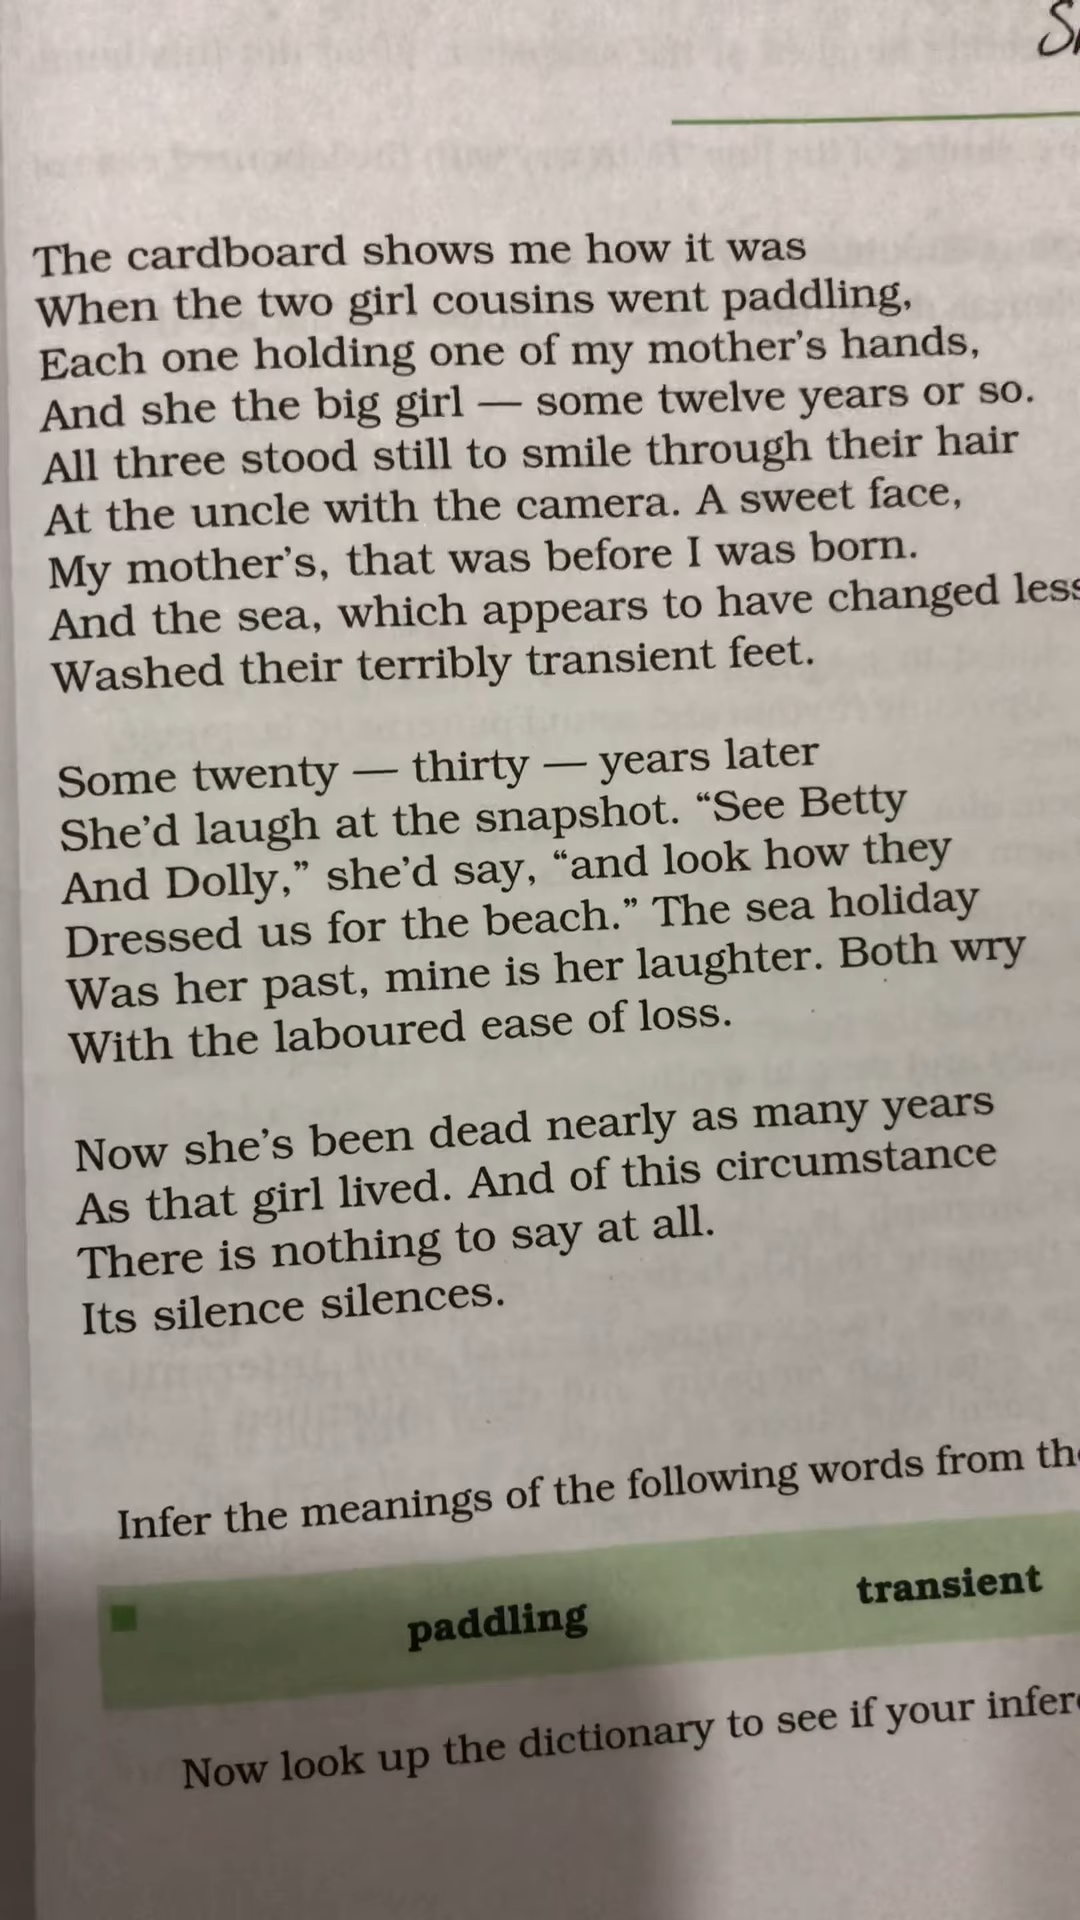 The cardboard shows me how it was
When the two girl cousins went paddling,
Each one holding one of my mother's hands,
And she the big girl — some twelve years or so.
All three stood still to smile through their hair
At the uncle with the camera. A sweet face,
My mother's, that was before I was born.
And the sea, which appears to have changed less
Washed their terribly transient feet.
Some twenty — thirty — years later
She'd laugh at the snapshot. “See Betty
And Dolly,” she'd say, “and look how they
Dressed us for the beach.” The sea holiday
Was her past, mine is her laughter. Both wry
With the laboured ease of loss.
Now she's been dead nearly as many years
As that girl lived. And of this circumstance
There is nothing to say at all.
Its silence silences.
Infer the meanings of the following words from
paddling transient
Now look up the dictionary to see if your